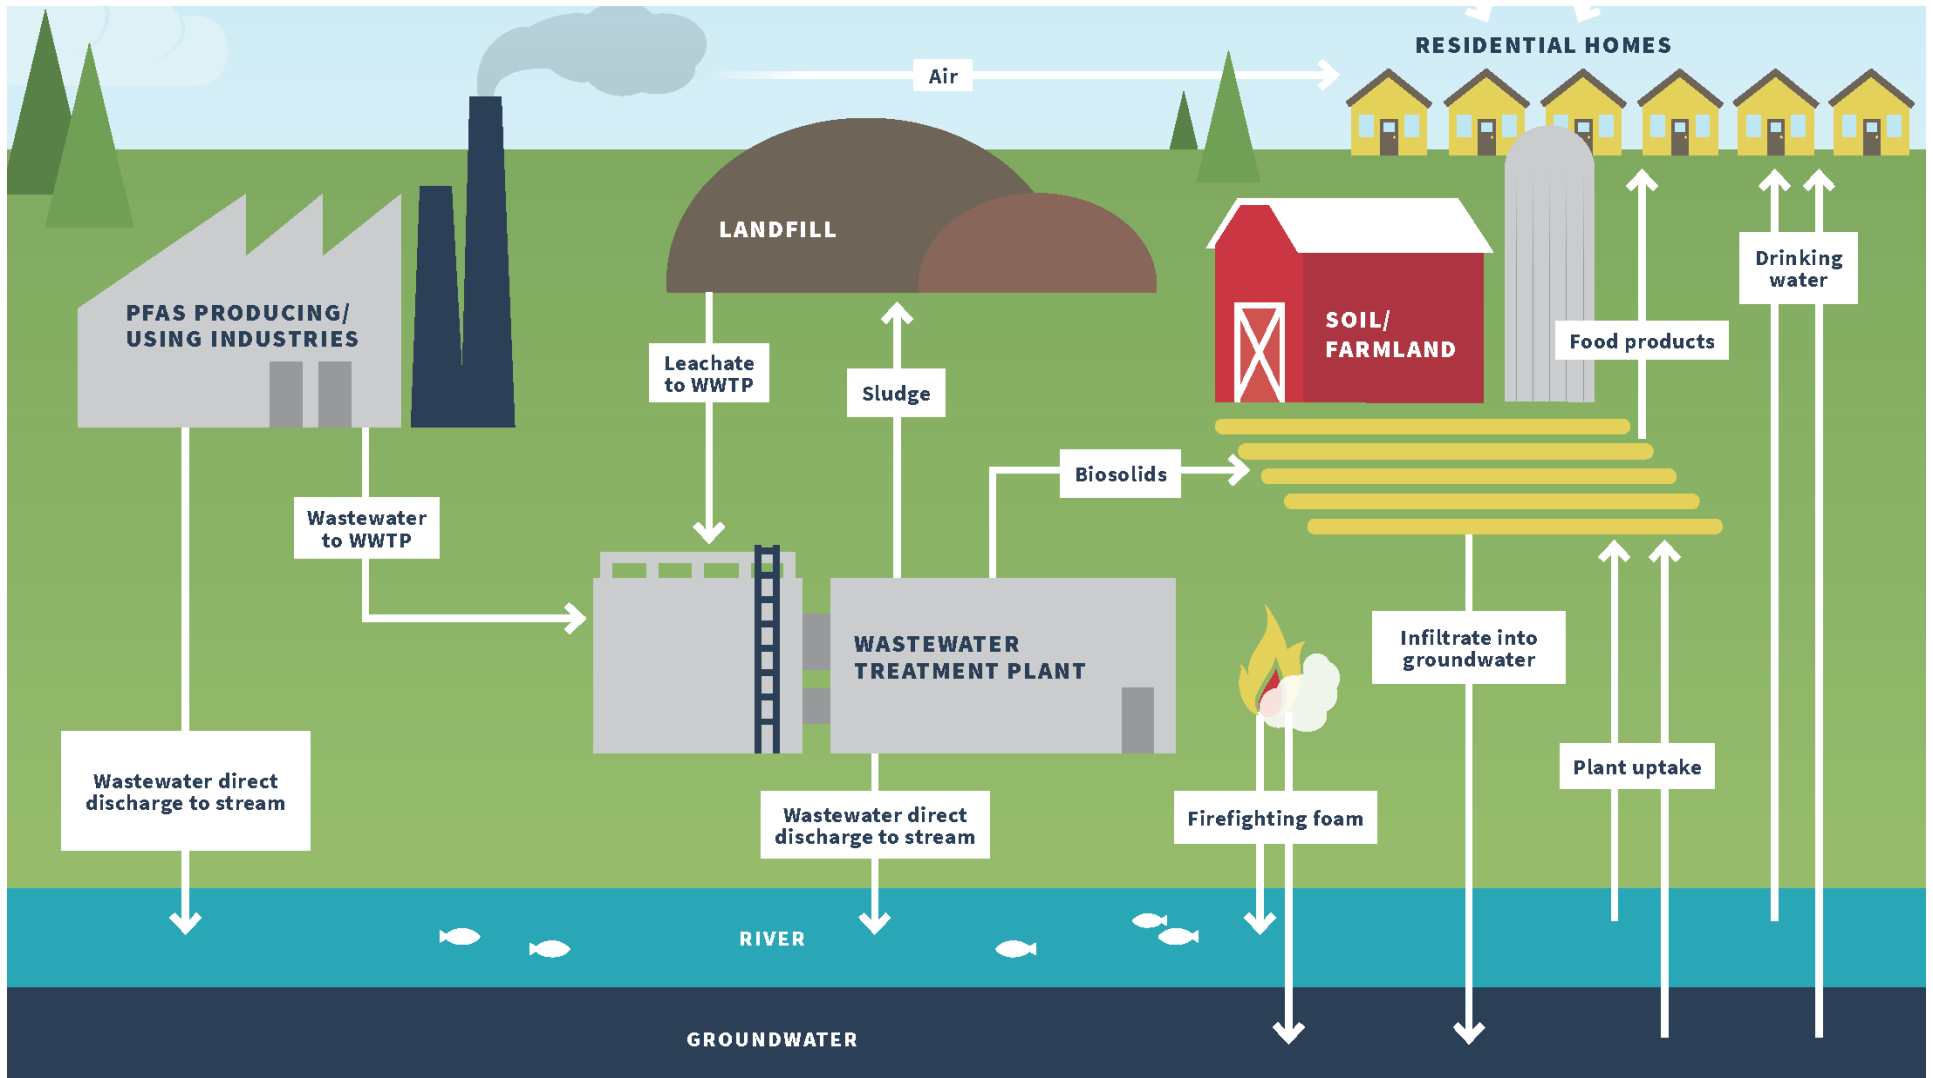 RESIDENTIAL HOMES
Air
LANDFILL
PFAS PRODUCING/
USING INDUSTRIES
SOIL/
FARMLAND
Drinking
water
Food products
Leachate
to WWTP
Sludge
Biosolids
Wastewater
to WWTP
WASTEWATER
TREATMENT PLANT
Infiltrate into
groundwater
Plant uptake
Wastewater direct
discharge to stream
Wastewater direct
discharge to stream
Firefighting foam
RIVER
GROUNDWATER